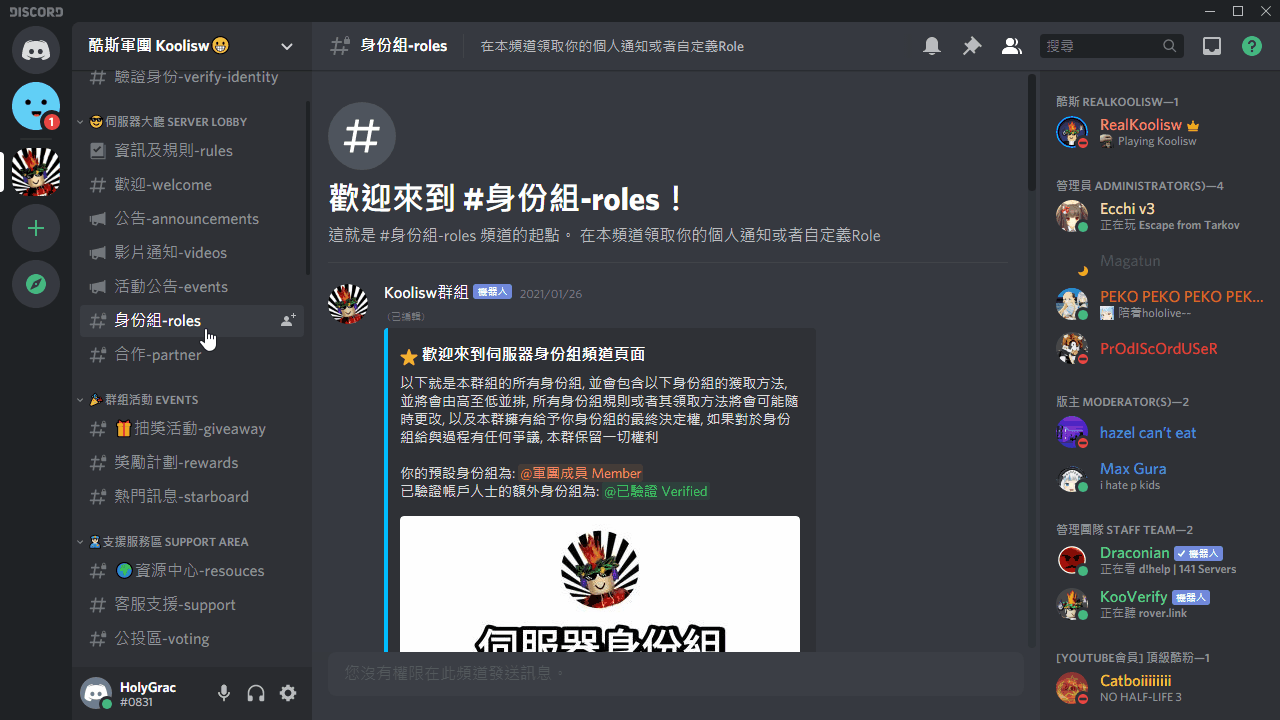 DISCORD
酷斯軍團 Koolisw😀
驗證身份-verify-identity
😎伺服器大廳 SERVER LOBBY
資訊及規則-rules
歡迎-welcome
公告-announcements
影片通知-videos
活動公告-events
身份組-roles
合作-partner
🎉群組活動 EVENTS
🎁抽獎活動-giveaway
獎勵計劃-rewards
熱門訊息-starboard
支援服務區 SUPPORT AREA
🌍資源中心-resouces
客服支援-support
公投區-voting
HolyGrac
#0831
1
身份組-roles
在本頻道領取你的個人通知或者自定義Role
搜尋
歡迎來到 #身份組-roles！
這就是 #身份組-roles 頻道的起點。 在本頻道領取你的個人通知或者自定義Role
Koolisw群組 機器人 2021/01/26
(已編輯)
⭐ 歡迎來到伺服器身份組頻道頁面
以下就是本群組的所有身份組, 並會包含以下身份組的獲取方法,
並將會由高至低並排, 所有身份組規則或者其領取方法將會可能隨
時更改, 以及本群擁有給予你身份組的最終決定權, 如果對於身份
組給與過程有任何爭議, 本群保留一切權利
你的預設身份組為: @軍團成員 Member
已驗證帳戶人士的額外身份組為: @已驗證 Verified
伺服器身份組
您沒有權限在此頻道發送訊息。
酷斯 REALKOOLISW—1
RealKoolisw
Playing Koolisw
管理員 ADMINISTRATOR(S)—4
Ecchi v3
正在玩 Escape from Tarkov
Magatun
PEKO PEKO PEKO PEK...
陪着hololive--
PrOdIScOrdUSeR
版主 MODERATOR(S)—2
hazel can't eat
Max Gura
i hate p kids
管理團隊 STAFF TEAM—2
Draconian ✓ 機器人
正在看 d!help | 141 Servers
KooVerify 機器人
正在聽 rover.link
[YOUTUBE會員] 頂級酷粉—1
Catboiiiiiiii
NO HALF-LIFE 3